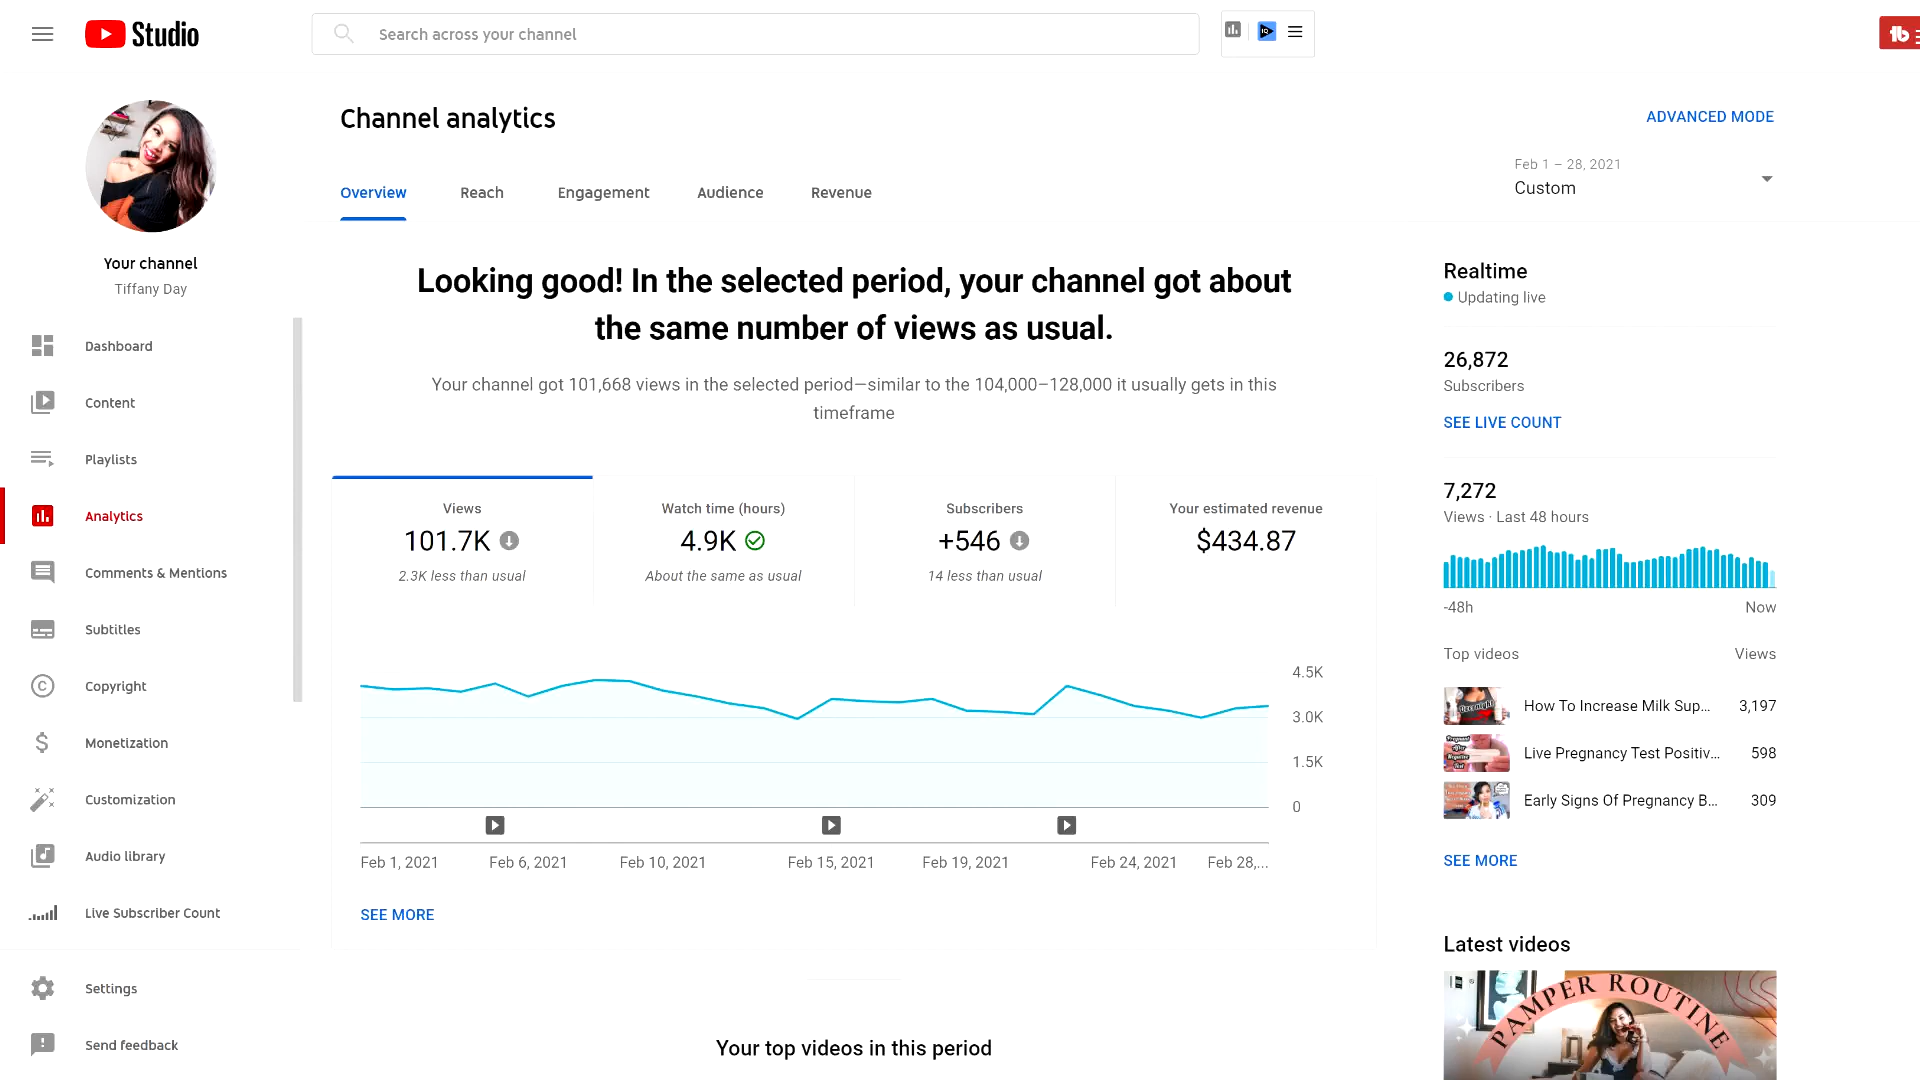 Studio
Search across your channel
Your channel
Tiffany Day
Dashboard
Content
Playlists
Analytics
Comments & Mentions
Subtitles
Copyright
Monetization
Customization
Audio library
Live Subscriber Count
Settings
Send feedback
Channel analytics
ADVANCED MODE
Overview Reach Engagement Audience Revenue
Feb 1 – 28, 2021
Custom
Looking good! In the selected period, your channel got about
the same number of views as usual.
Your channel got 101,668 views in the selected period—similar to the 104,000–128,000 it usually gets in this
timeframe
Views
101.7K
2.3K less than usual
Watch time (hours)
4.9K
About the same as usual
Subscribers
+546
14 less than usual
Your estimated revenue
$434.87
4.5K
3.0K
1.5K
0
Feb 1, 2021 Feb 6, 2021 Feb 10, 2021 Feb 15, 2021 Feb 19, 2021 Feb 24, 2021 Feb 28,...
SEE MORE
Your top videos in this period
Realtime
Updating live
26,872
Subscribers
SEE LIVE COUNT
7,272
Views · Last 48 hours
-48h Now
Top videos Views
How To Increase Milk Sup... 3,197
Live Pregnancy Test Positiv... 598
Early Signs Of Pregnancy B... 309
SEE MORE
Latest videos
PAMPER ROUTINE